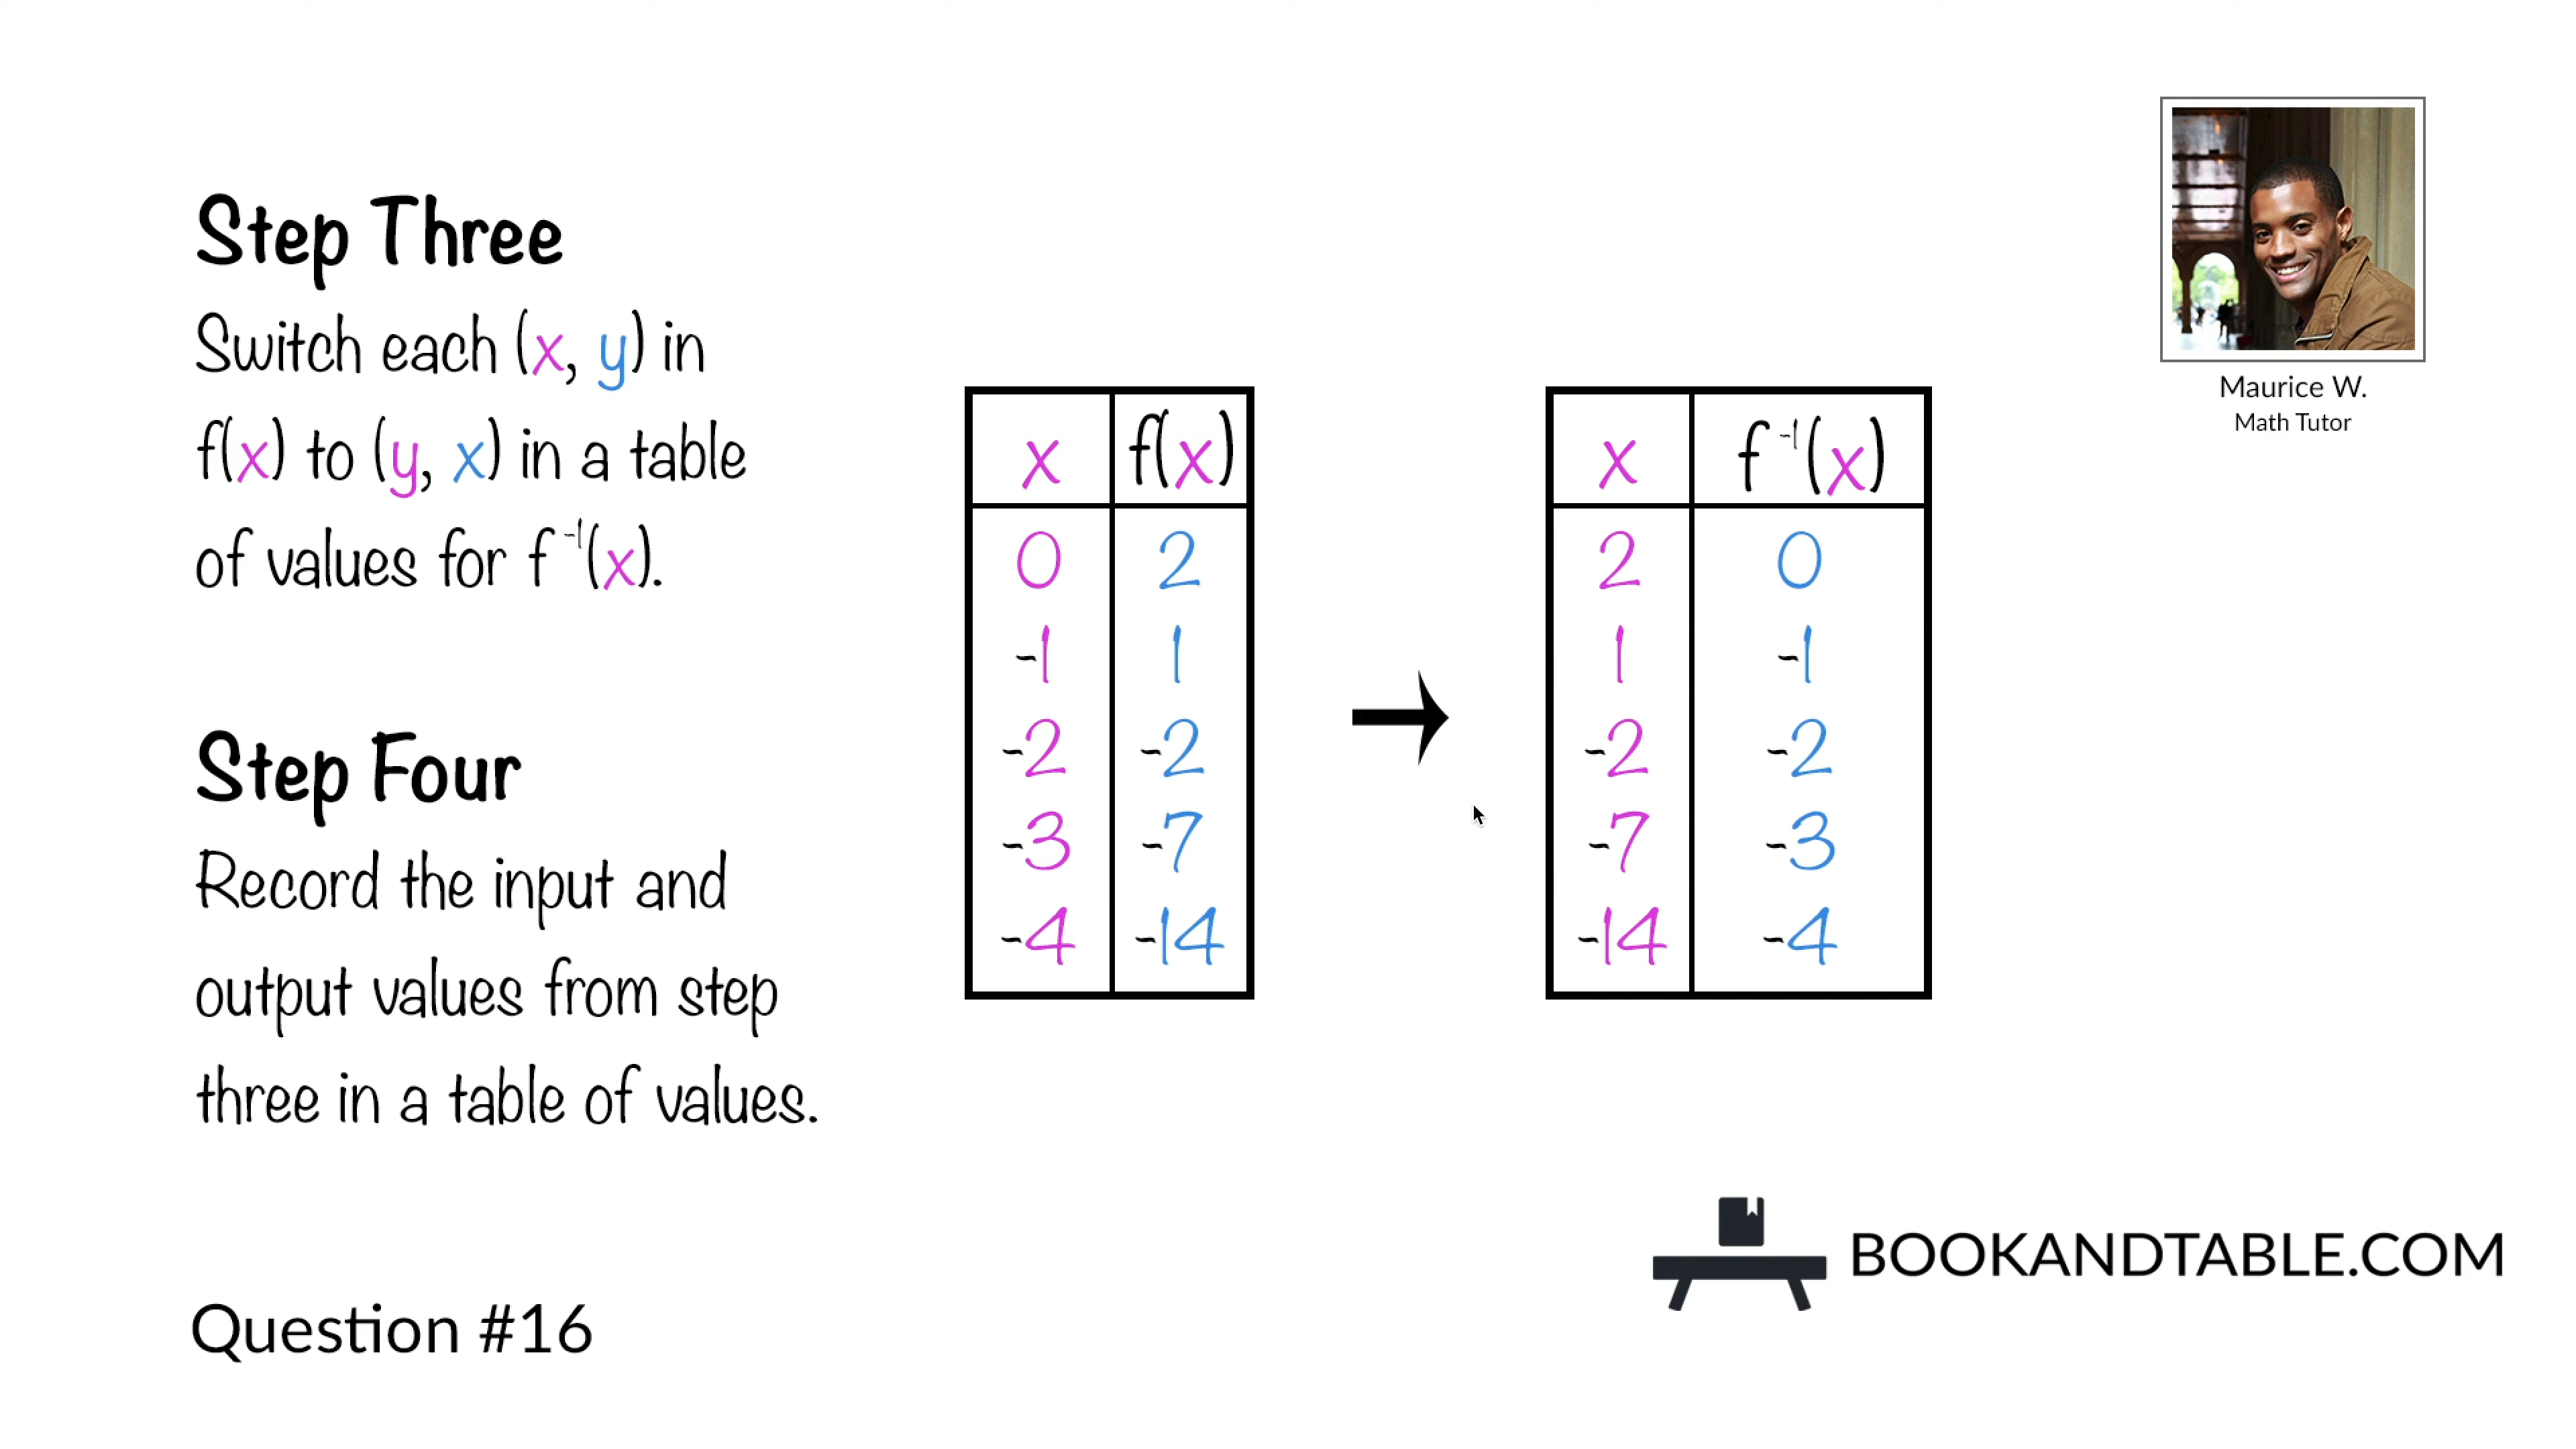 Step Three
Switch each (x, y) in
f(x) to (y, x) in a table
of values for f⁻¹(x).
Step Four
Record the input and
output values from step
three in a table of values.
x f(x)
0 2
-1 1
-2 -2
-3 -7
-4 -14
x f⁻¹(x)
2 0
1 -1
-2 -2
-7 -3
-14 -4
Maurice W.
Math Tutor
BOOKANDTABLE.COM
Question #16